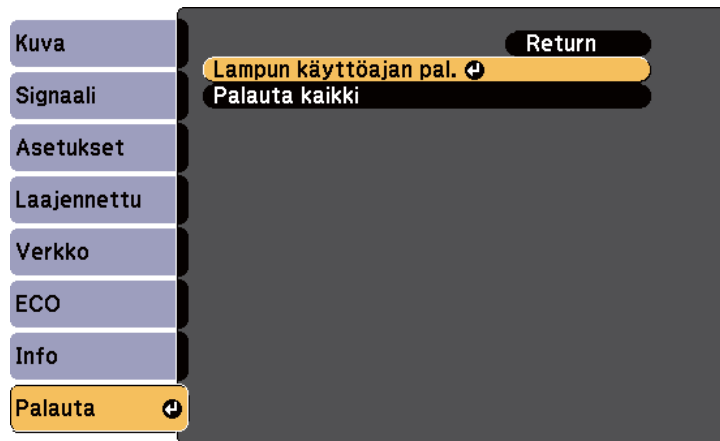 Kuva
Signaali
Asetukset
Laajennettu
Verkko
ECO
Info
Palauta
Return
Lampun käyttöajan pal.
Palauta kaikki